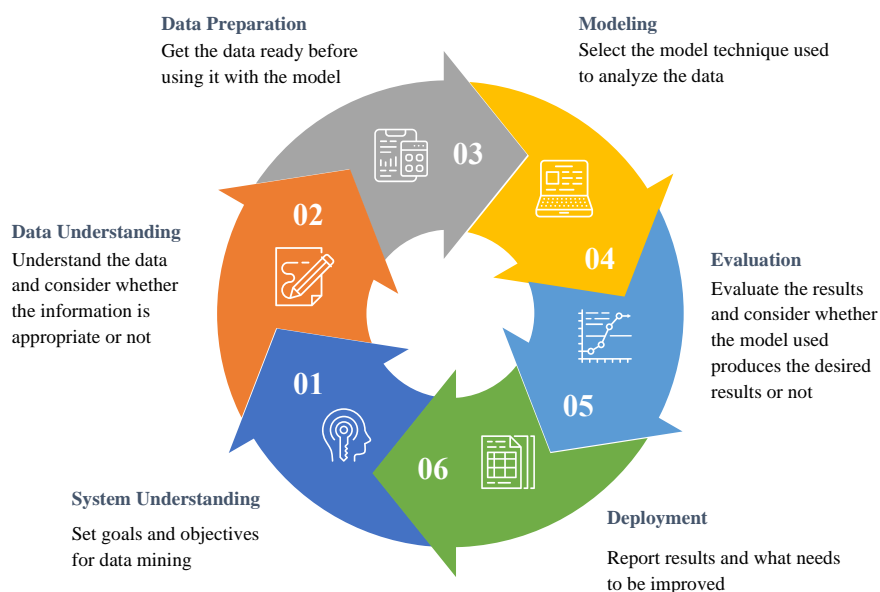 Data Preparation
Get the data ready before
using it with the model
Modeling
Select the model technique used
to analyze the data
03
02
04
Data Understanding
Understand the data
and consider whether
the information is
appropriate or not
Evaluation
Evaluate the results
and consider whether
the model used
produces the desired
results or not
01
05
06
System Understanding
Set goals and objectives
for data mining
Deployment
Report results and what needs
to be improved